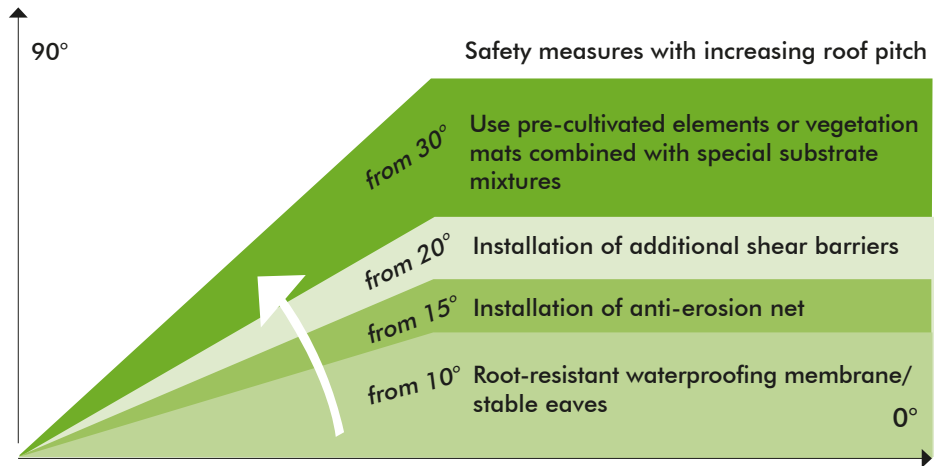 90°
Safety measures with increasing roof pitch
from 30°
Use pre-cultivated elements or vegetation
mats combined with special substrate
mixtures
from 20°
Installation of additional shear barriers
from 15°
Installation of anti-erosion net
from 10°
Root-resistant waterproofing membrane/
stable eaves
0°